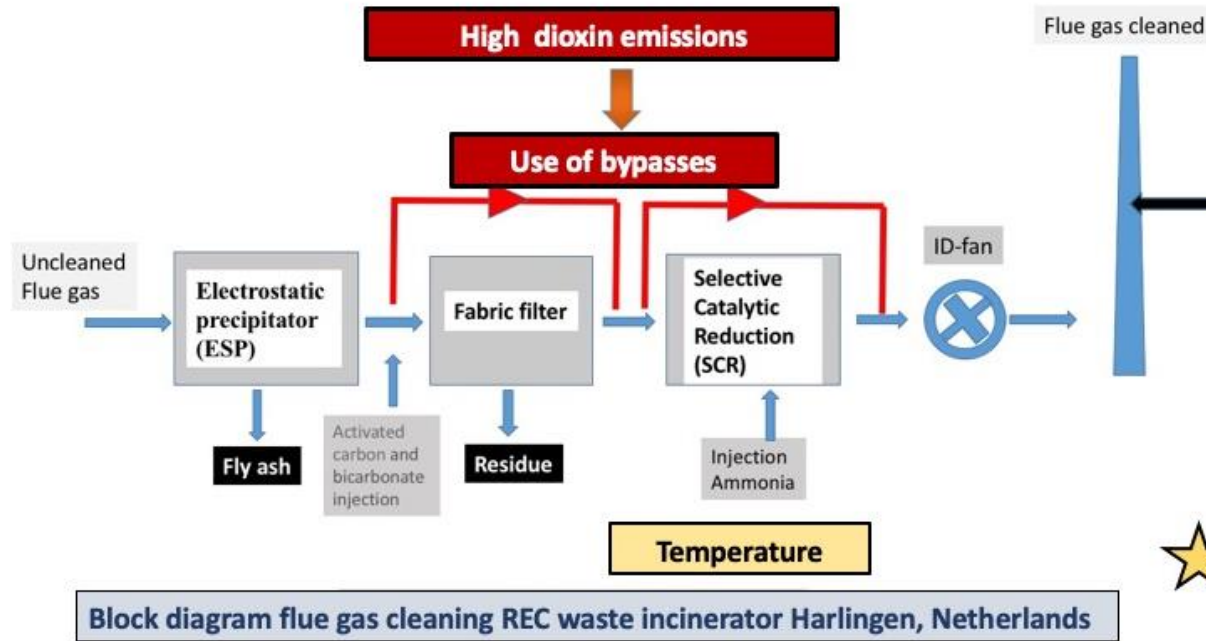 High dioxin emissions
Flue gas cleaned
Use of bypasses
Uncleaned
Flue gas
Electrostatic
precipitator
(ESP)
Fabric filter
Selective
Catalytic
Reduction
(SCR)
ID-fan
Fly ash
Activated
carbon and
bicarbonate
injection
Residue
Injection
Ammonia
Temperature
Block diagram flue gas cleaning REC waste incinerator Harlingen, Netherlands